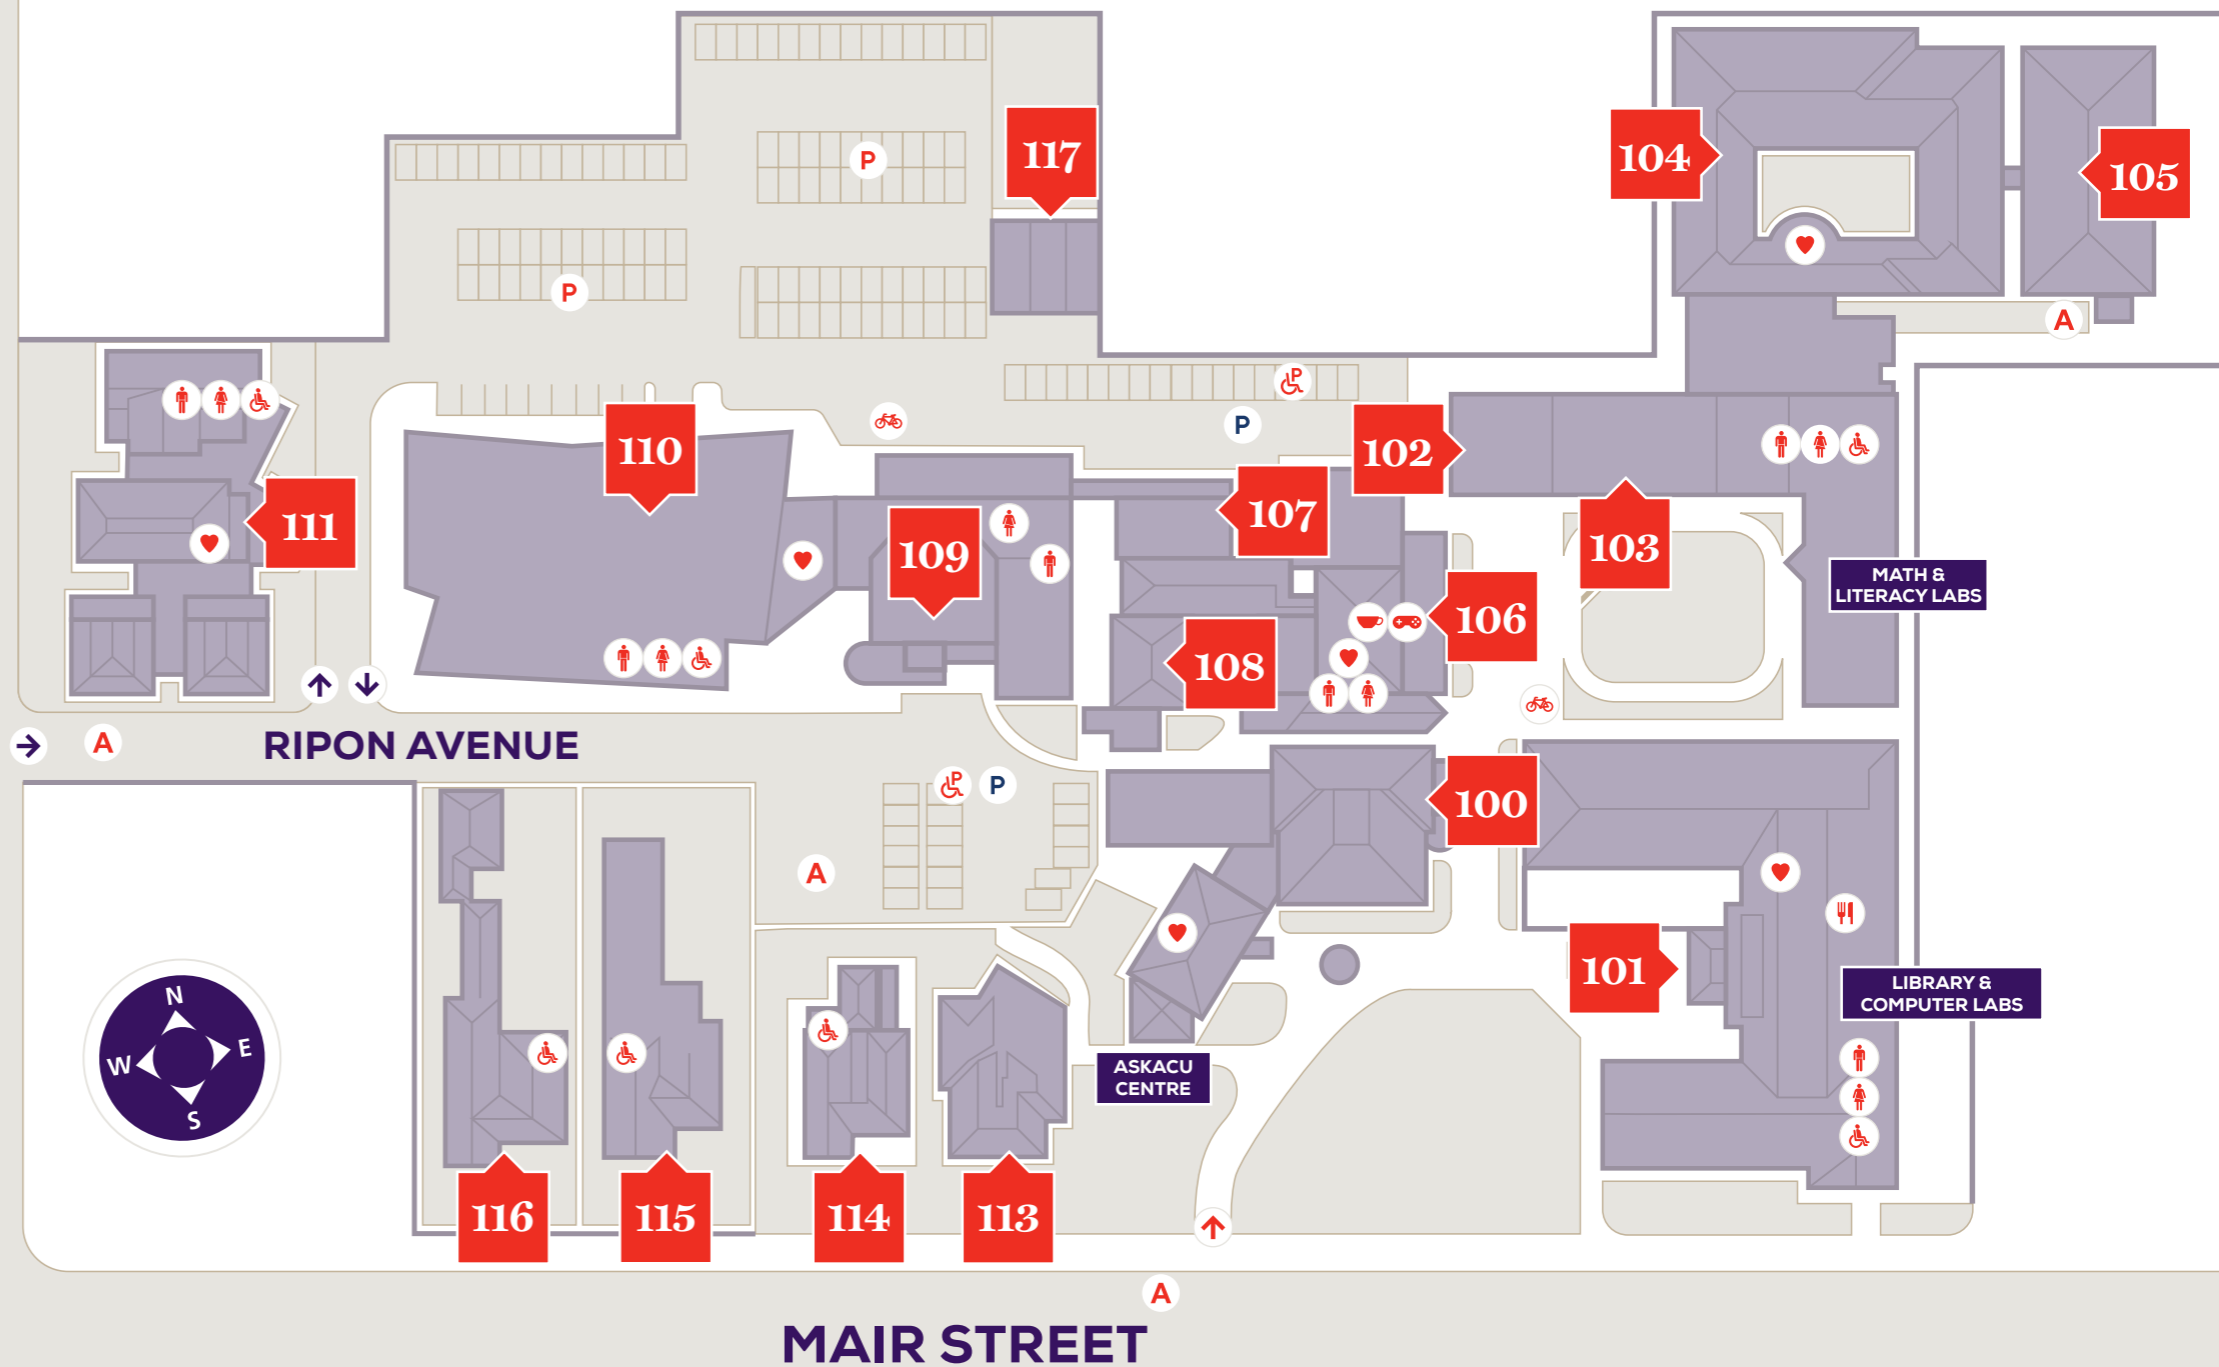 117
104
105
P
P
A
P
110
102
107
111
109
103
MATH &
LITERACY LABS
106
108
A
RIPON AVENUE
P
P
100
A
101
LIBRARY &
COMPUTER LABS
N
E
W
S
ASKACU
CENTRE
116
115
114
113
A
MAIR STREET